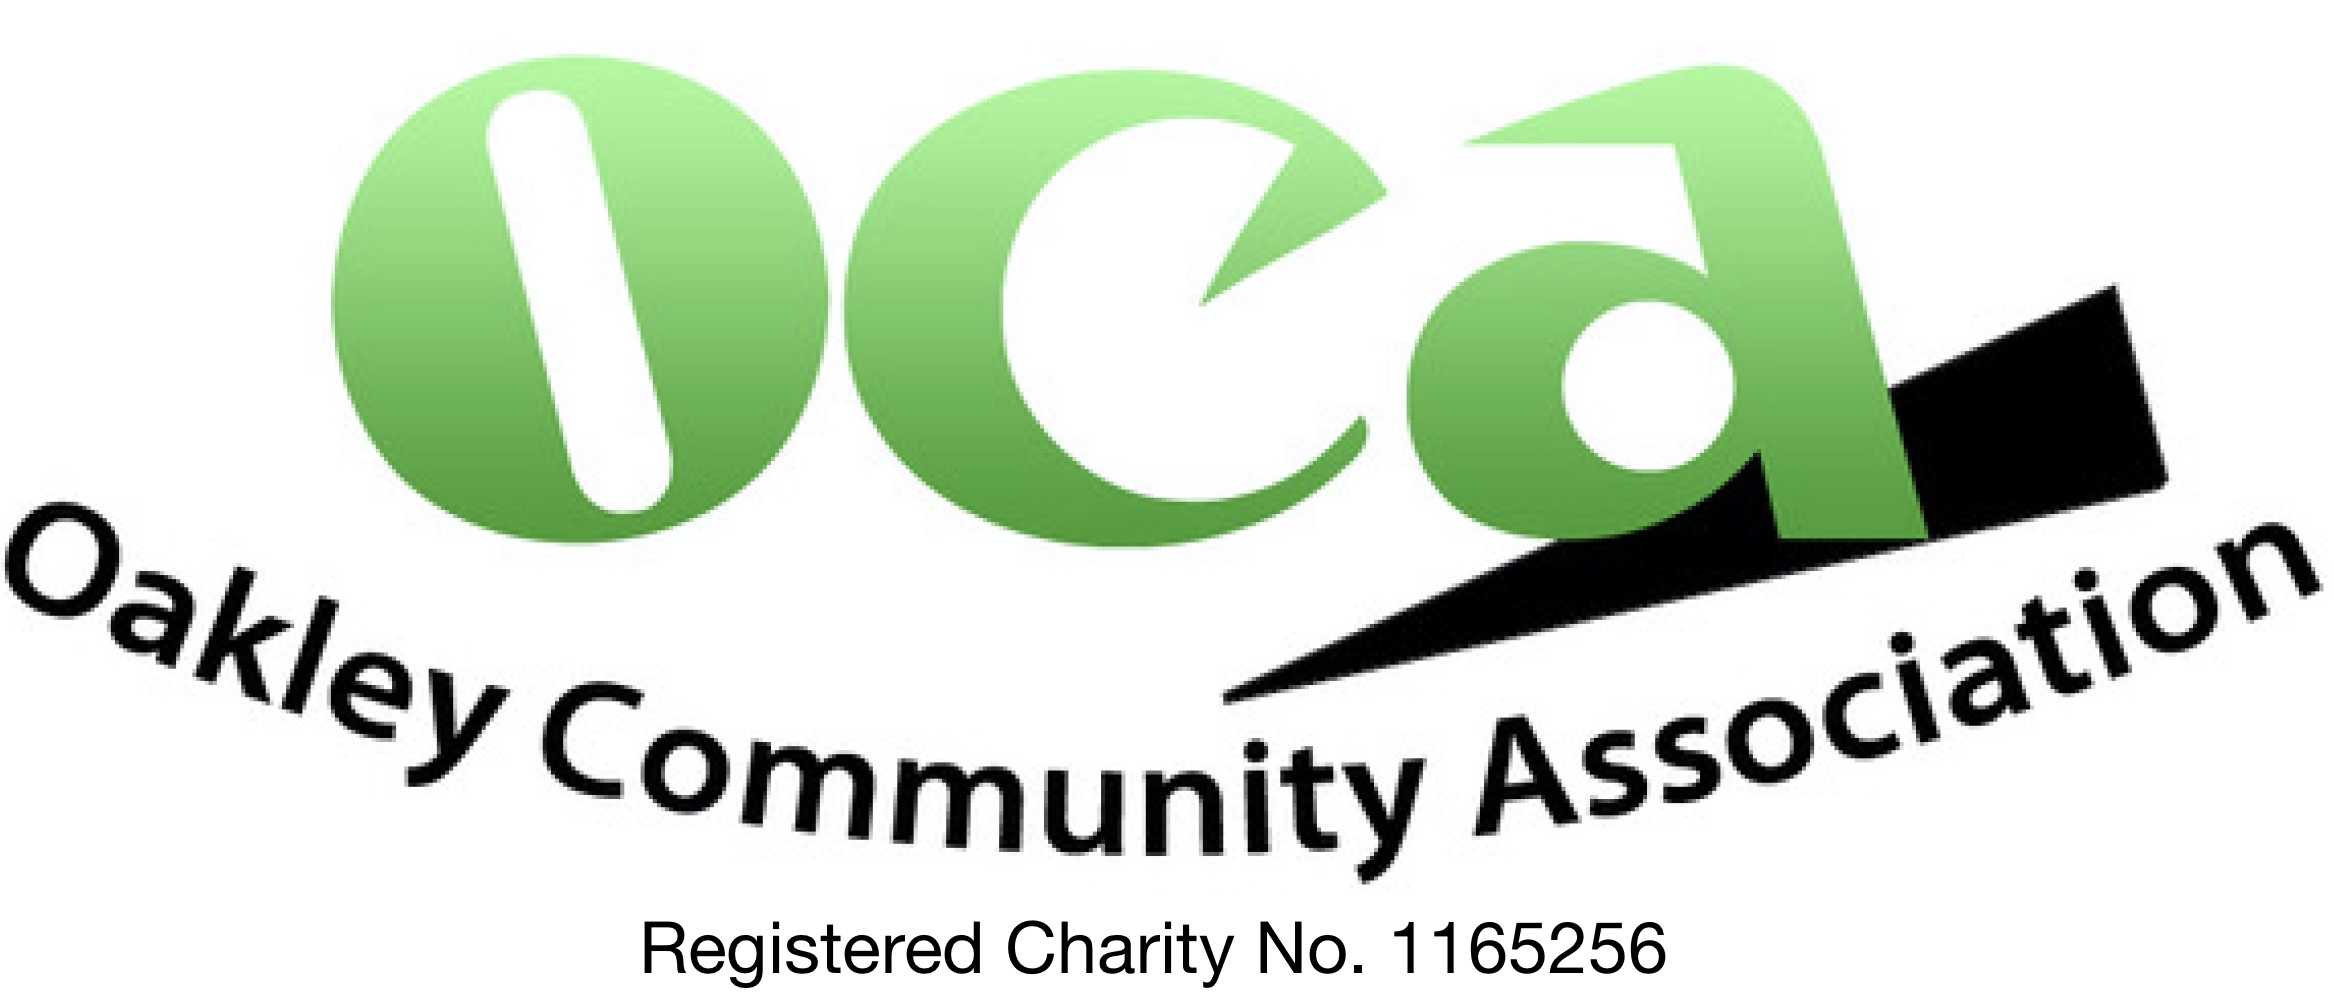 oca
Oakley Community Association
Registered Charity No. 1165256